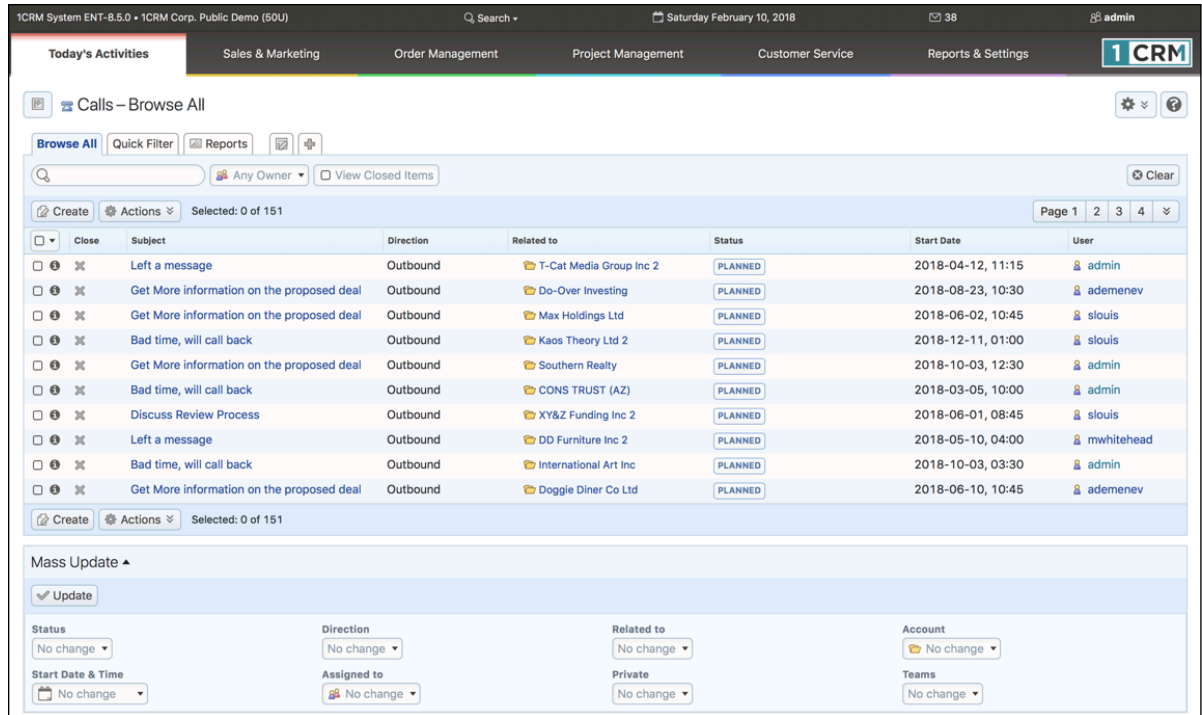 1CRM System ENT-8.5.0 • 1CRM Corp. Public Demo (50U) Search Saturday February 10, 2018 38 admin
Today's Activities Sales & Marketing Order Management Project Management Customer Service Reports & Settings 1 CRM
Calls – Browse All
Browse All Quick Filter Reports
Any Owner View Closed Items Clear
Create Actions Selected: 0 of 151 Page 1 2 3 4
Close Subject Direction Related to Status Start Date User
Left a message Outbound T-Cat Media Group Inc 2 PLANNED 2018-04-12, 11:15 admin
Get More information on the proposed deal Outbound Do-Over Investing PLANNED 2018-08-23, 10:30 ademenev
Get More information on the proposed deal Outbound Max Holdings Ltd PLANNED 2018-06-02, 10:45 slouis
Bad time, will call back Outbound Kaos Theory Ltd 2 PLANNED 2018-12-11, 01:00 slouis
Get More information on the proposed deal Outbound Southern Realty PLANNED 2018-10-03, 12:30 admin
Bad time, will call back Outbound CONS TRUST (AZ) PLANNED 2018-03-05, 10:00 admin
Discuss Review Process Outbound XY&Z Funding Inc 2 PLANNED 2018-06-01, 08:45 slouis
Left a message Outbound DD Furniture Inc 2 PLANNED 2018-05-10, 04:00 mwhitehead
Bad time, will call back Outbound International Art Inc PLANNED 2018-10-03, 03:30 admin
Get More information on the proposed deal Outbound Doggie Diner Co Ltd PLANNED 2018-06-10, 10:45 ademenev
Create Actions Selected: 0 of 151
Mass Update
Update
Status Direction Related to Account
No change No change No change No change
Start Date & Time Assigned to Private Teams
No change No change No change No change